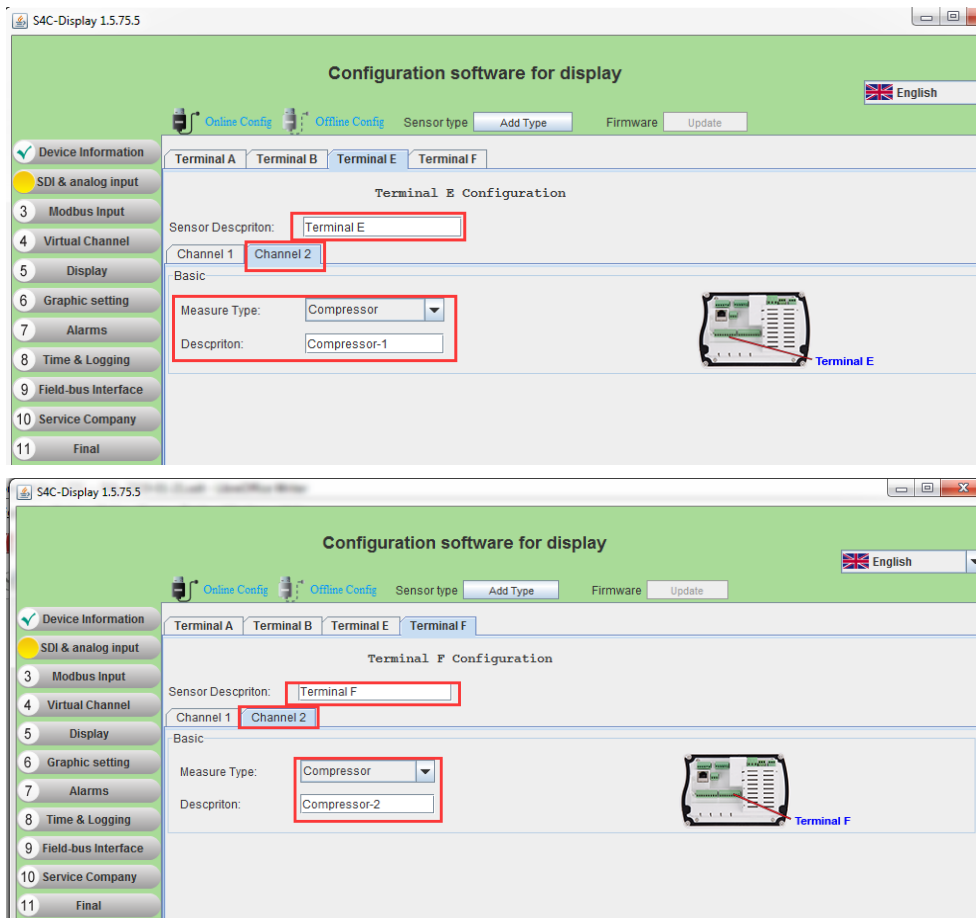 S4C-Display 1.5.75.5
Configuration software for display
English
Online Config Offline Config Sensor type Add Type Firmware Update
Device Information
Terminal A Terminal B Terminal E Terminal F
SDI & analog input
Terminal E Configuration
3 Modbus Input
Sensor Descpriton: Terminal E
4 Virtual Channel
Channel 1 Channel 2
5 Display
Basic
6 Graphic setting
Measure Type: Compressor
7 Alarms
Descpriton: Compressor-1
8 Time & Logging
Terminal E
9 Field-bus Interface
10 Service Company
11 Final
S4C-Display 1.5.75.5
Configuration software for display
English
Online Config Offline Config Sensor type Add Type Firmware Update
Device Information
Terminal A Terminal B Terminal E Terminal F
SDI & analog input
Terminal F Configuration
3 Modbus Input
Sensor Descpriton: Terminal F
4 Virtual Channel
Channel 1 Channel 2
5 Display
Basic
6 Graphic setting
Measure Type: Compressor
7 Alarms
Descpriton: Compressor-2
8 Time & Logging
Terminal F
9 Field-bus Interface
10 Service Company
11 Final